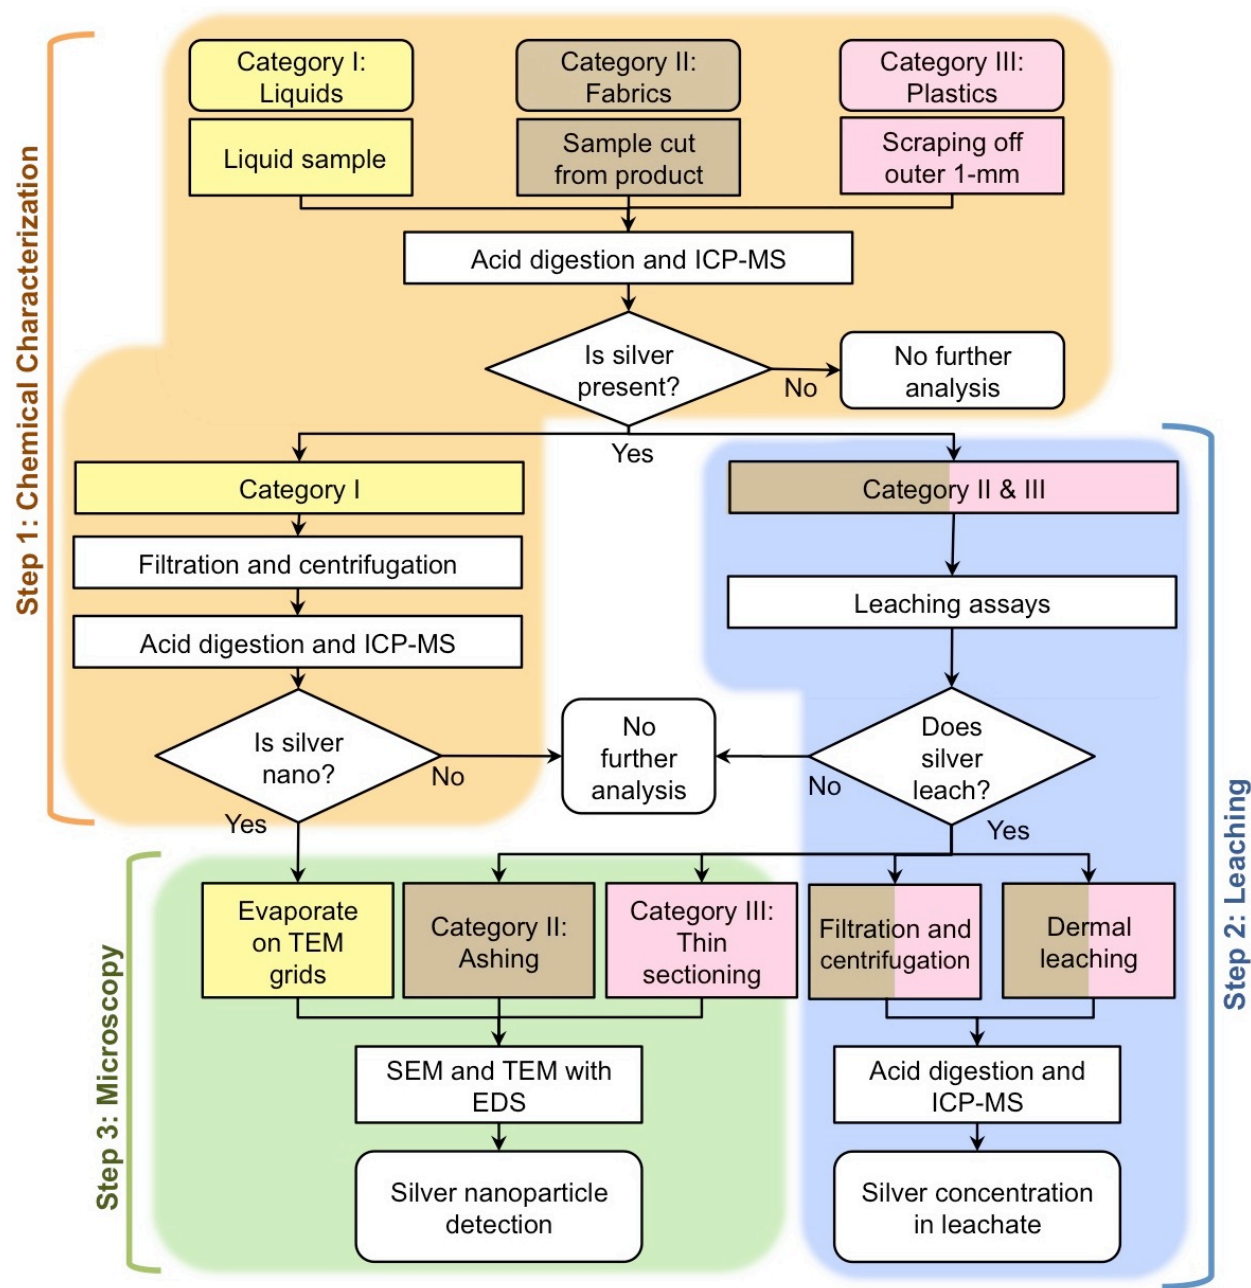 Step 1: Chemical Characterization
Category I:
Liquids
Category II:
Fabrics
Category III:
Plastics
Liquid sample
Sample cut
from product
Scraping off
outer 1-mm
Acid digestion and ICP-MS
Is silver
present?
No
No further
analysis
Yes
Category I
Filtration and centrifugation
Acid digestion and ICP-MS
Is silver
nano?
No
Yes
No
further
analysis
Step 2: Leaching
Category II & III
Leaching assays
Does
silver
leach?
No
Yes
Step 3: Microscopy
Evaporate
on TEM
grids
Category II:
Ashing
Category III:
Thin
sectioning
Filtration and
centrifugation
Dermal
leaching
SEM and TEM with
EDS
Silver nanoparticle
detection
Acid digestion and
ICP-MS
Silver concentration
in leachate